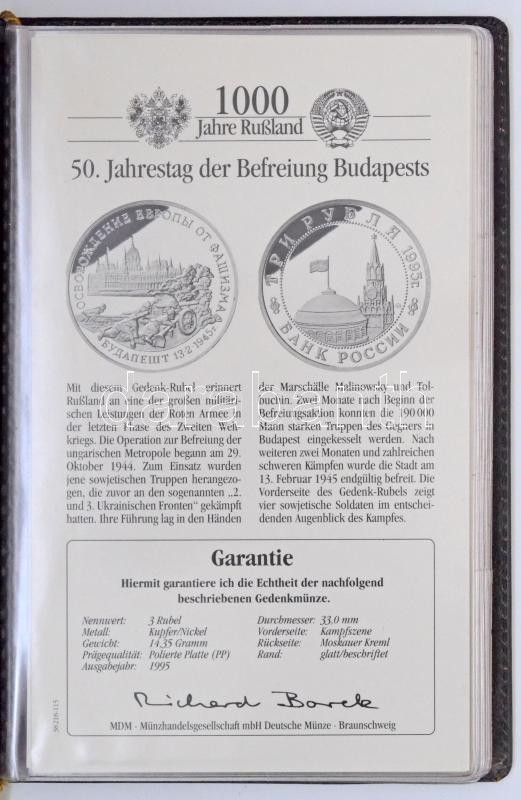 1000
Jahre Rußland
50. Jahrestag der Befreiung Budapests
ОСВОБОЖДЕНИЕ ЕВРОПЫ ОТ ФАШИЗМА
БУДАПЕШТ 13·2·1945г.
ТРИ РУБЛЯ 1995г.
БАНК РОССИИ
Mit diesem Gedenk-Rubel erinnert
Rußland an eine der großen militäri-
schen Leistungen der Roten Armee in
der letzten Phase des Zweiten Welt-
kriegs. Die Operation zur Befreiung der
ungarischen Metropole begann am 29.
Oktober 1944. Zum Einsatz wurden
jene sowjetischen Truppen herangezo-
gen, die zuvor an den sogenannten „2.
und 3. Ukrainischen Fronten“ gekämpft
hatten. Ihre Führung lag in den Händen
der Marschälle Malinowsky und Tol-
buchin. Zwei Monate nach Beginn der
Befreiungsaktion konnten die 190 000
Mann starken Truppen des Gegners in
Budapest eingekesselt werden. Nach
weiteren zwei Monaten und zahlreichen
schweren Kämpfen wurde die Stadt am
13. Februar 1945 endgültig befreit. Die
Vorderseite des Gedenk-Rubels zeigt
vier sowjetische Soldaten im entschei-
denden Augenblick des Kampfes.
Garantie
Hiermit garantiere ich die Echtheit der nachfolgend
beschriebenen Gedenkmünze.
Nennwert: 3 Rubel
Metall: Kupfer/Nickel
Gewicht: 14,35 Gramm
Prägequalität: Polierte Platte (PP)
Ausgabejahr: 1995
Durchmesser: 33,0 mm
Vorderseite: Kampfszene
Rückseite: Moskauer Kreml
Rand: glatt/beschriftet
Richard Borek
MDM · Münzhandelsgesellschaft mbH Deutsche Münze · Braunschweig
36 216-115
darabanth